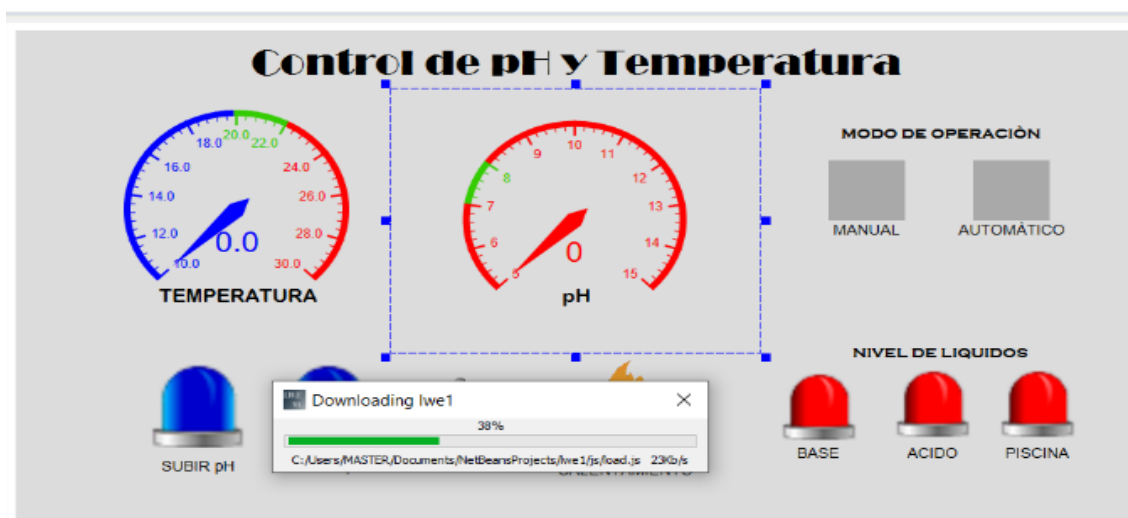 Control de pH y Temperatura
10.0
12.0
14.0
16.0
18.0
20.0
22.0
24.0
26.0
28.0
30.0
0.0
TEMPERATURA
5
6
7
8
9
10
11
12
13
14
15
0
pH
MODO DE OPERACIÒN
MANUAL
AUTOMÁTICO
NIVEL DE LIQUIDOS
BASE
ACIDO
PISCINA
SUBIR pH
Downloading lwe1
38%
C:/Users/MASTER/Documents/NetBeansProjects/lwe1/js/load.js 23Kb/s